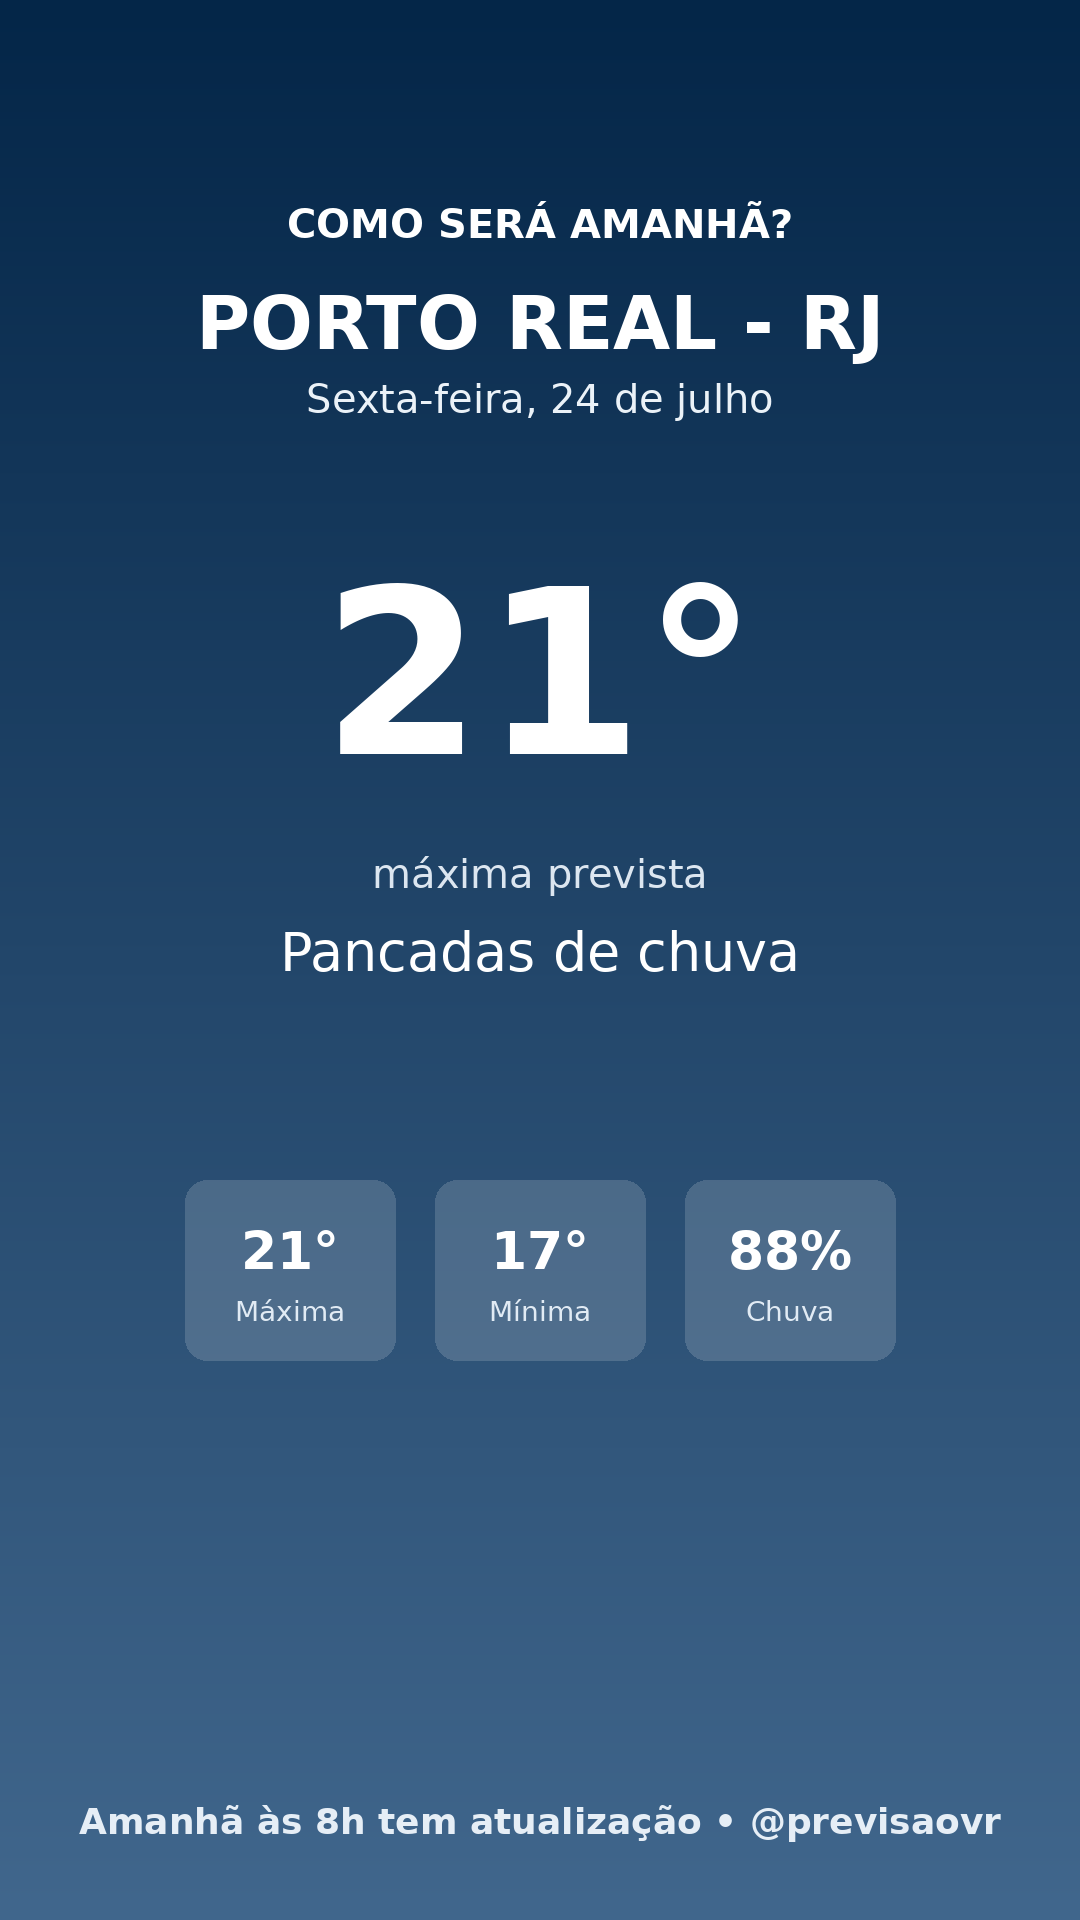 COMO SERÁ AMANHÃ?
PORTO REAL - RJ
Sexta-feira, 24 de julho
21°
máxima prevista
Pancadas de chuva
21°
Máxima
17°
Mínima
88%
Chuva
Amanhã às 8h tem atualização • @previsaovr